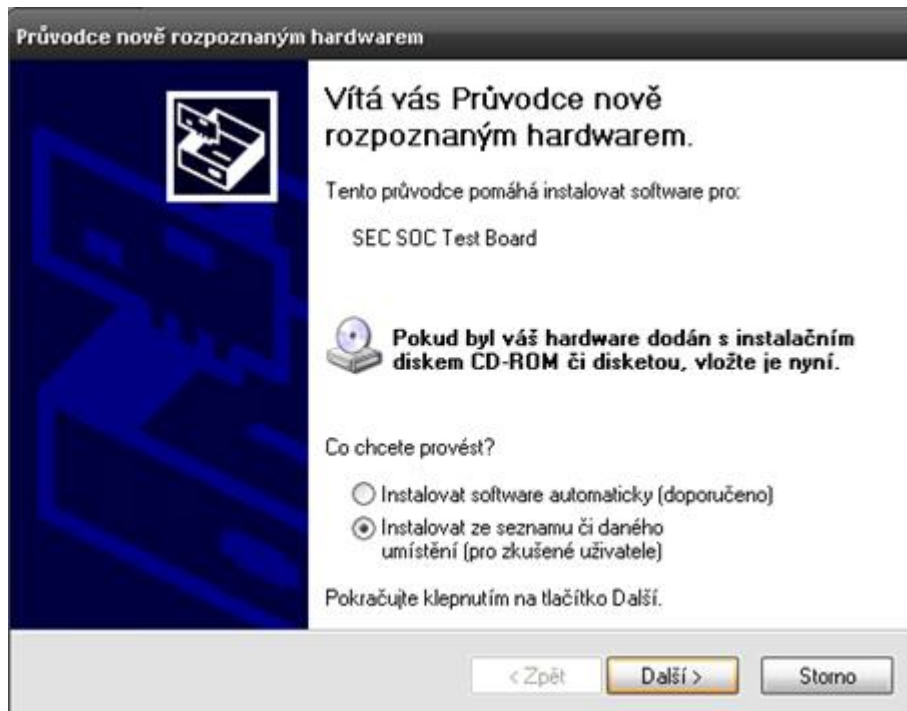 Průvodce nově rozpoznaným hardwarem
Vítá vás Průvodce nově
rozpoznaným hardwarem.
Tento průvodce pomáhá instalovat software pro:
SEC SOC Test Board
Pokud byl váš hardware dodán s instalačním
diskem CD-ROM či disketou, vložte je nyní.
Co chcete provést?
Instalovat software automaticky (doporučeno)
Instalovat ze seznamu či daného
umístění (pro zkušené uživatele)
Pokračujte klepnutím na tlačítko Další.
< Zpět
Další >
Storno